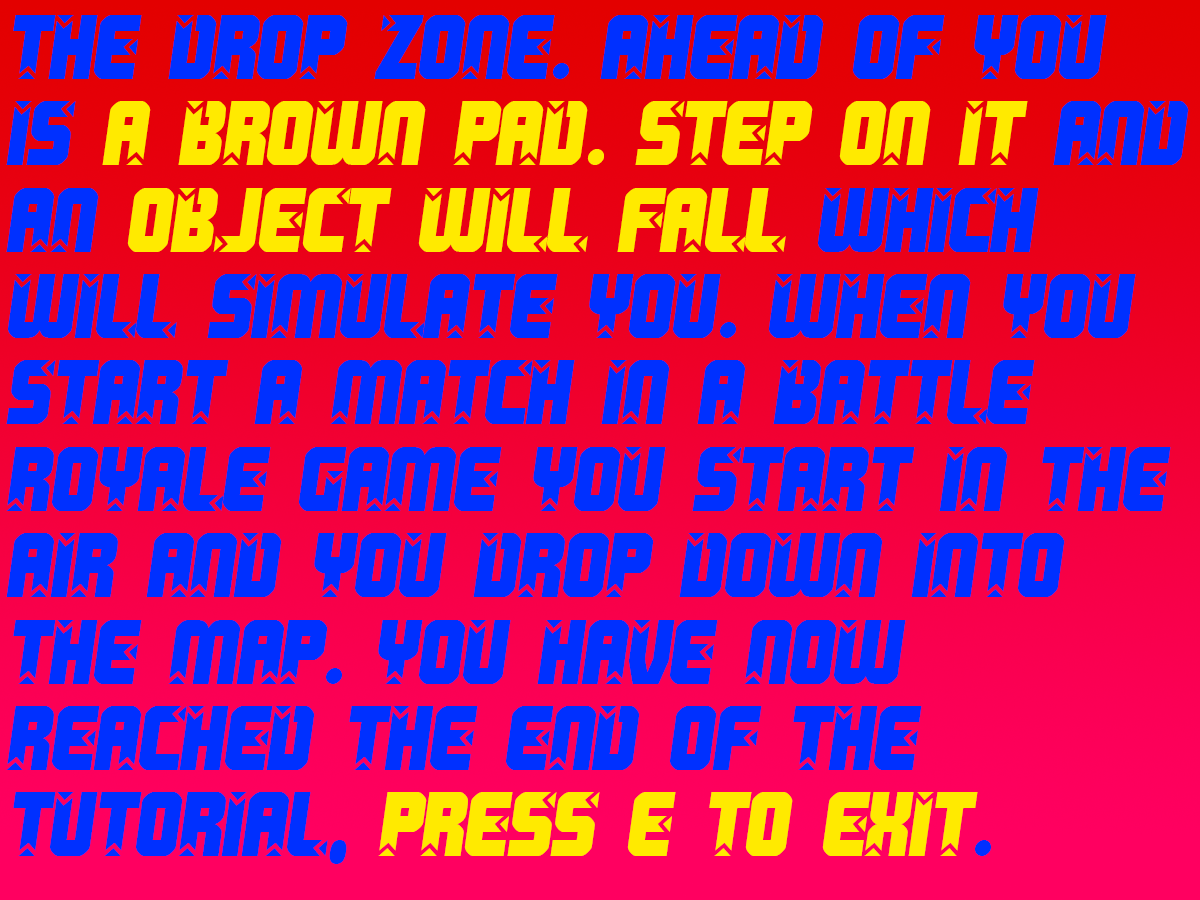 THE DROP ZONE. AHEAD OF YOU
IS A BROWN PAD. STEP ON IT AND
AN OBJECT WILL FALL WHICH
WILL SIMULATE YOU. WHEN YOU
START A MATCH IN A BATTLE
ROYALE GAME YOU START IN THE
AIR AND YOU DROP DOWN INTO
THE MAP. YOU HAVE NOW
REACHED THE END OF THE
TUTORIAL, PRESS E TO EXIT.